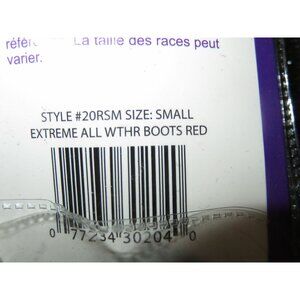 La taille des races peut
varier.
STYLE #20RSM SIZE: SMALL
EXTREME ALL WTHR BOOTS RED
0 77234 30204 0